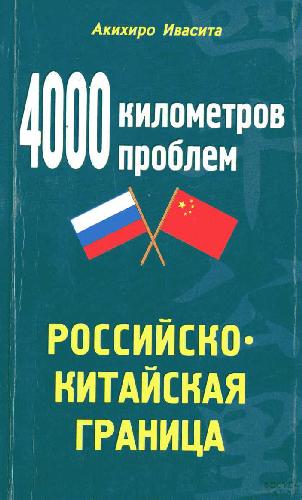 Акихиро Ивасита
4000 километров
проблем
РОССИЙСКО-
КИТАЙСКАЯ
ГРАНИЦА